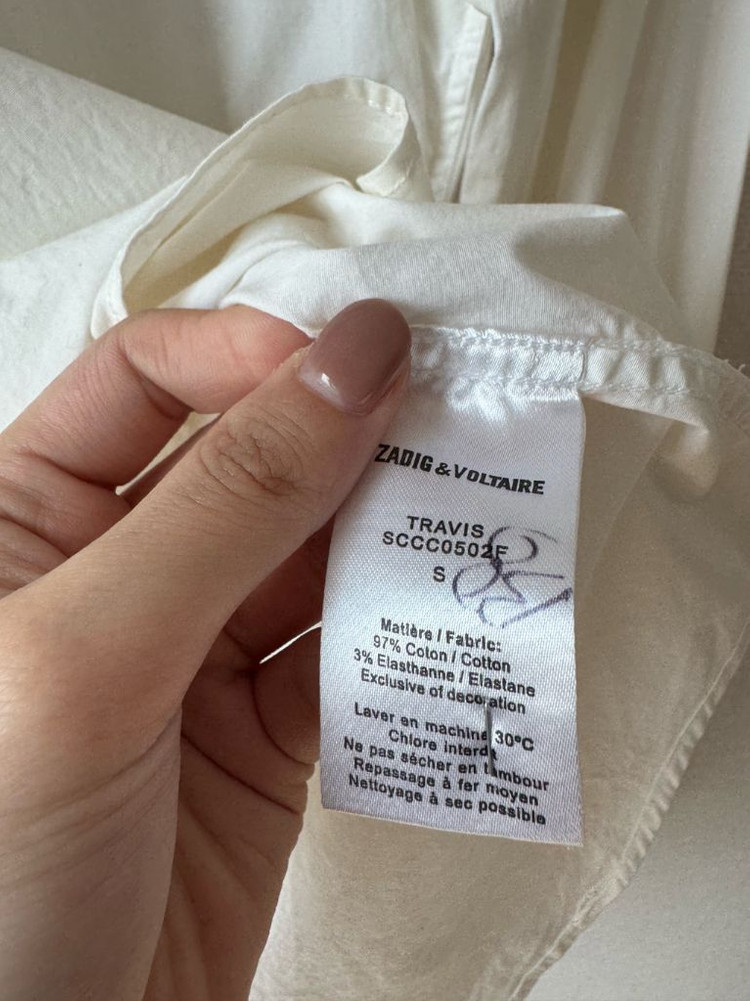 ZADIG & VOLTAIRE
TRAVIS
SCCC0502F
S
Matière / Fabric:
97% Coton / Cotton
3% Elasthanne / Elastane
Exclusive of decoration
Laver en machine 30°C
Chlore interdit
Ne pas sécher en tambour
Repassage à fer moyen
Nettoyage à sec possible